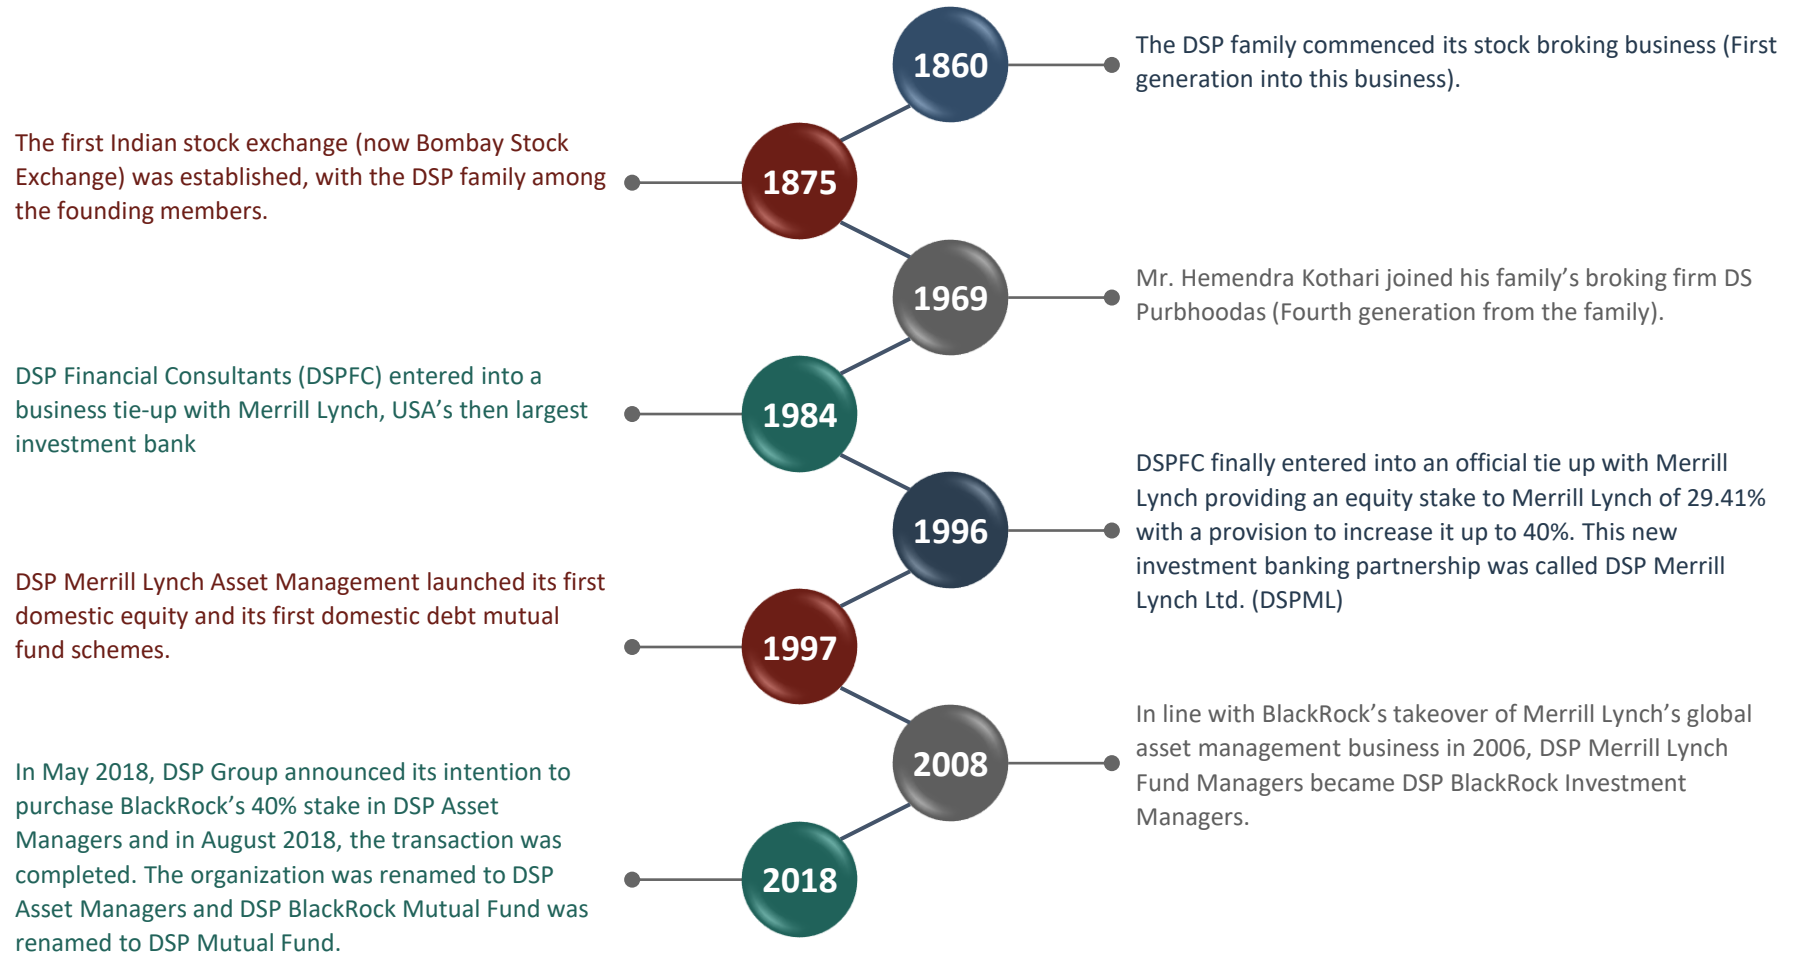 1860
The DSP family commenced its stock broking business (First
generation into this business).
The first Indian stock exchange (now Bombay Stock
Exchange) was established, with the DSP family among
the founding members.
1875
1969
Mr. Hemendra Kothari joined his family’s broking firm DS
Purbhoodas (Fourth generation from the family).
DSP Financial Consultants (DSPFC) entered into a
business tie-up with Merrill Lynch, USA’s then largest
investment bank
1984
1996
DSPFC finally entered into an official tie up with Merrill
Lynch providing an equity stake to Merrill Lynch of 29.41%
with a provision to increase it up to 40%. This new
investment banking partnership was called DSP Merrill
Lynch Ltd. (DSPML)
DSP Merrill Lynch Asset Management launched its first
domestic equity and its first domestic debt mutual
fund schemes.
1997
2008
In line with BlackRock’s takeover of Merrill Lynch’s global
asset management business in 2006, DSP Merrill Lynch
Fund Managers became DSP BlackRock Investment
Managers.
In May 2018, DSP Group announced its intention to
purchase BlackRock’s 40% stake in DSP Asset
Managers and in August 2018, the transaction was
completed. The organization was renamed to DSP
Asset Managers and DSP BlackRock Mutual Fund was
renamed to DSP Mutual Fund.
2018